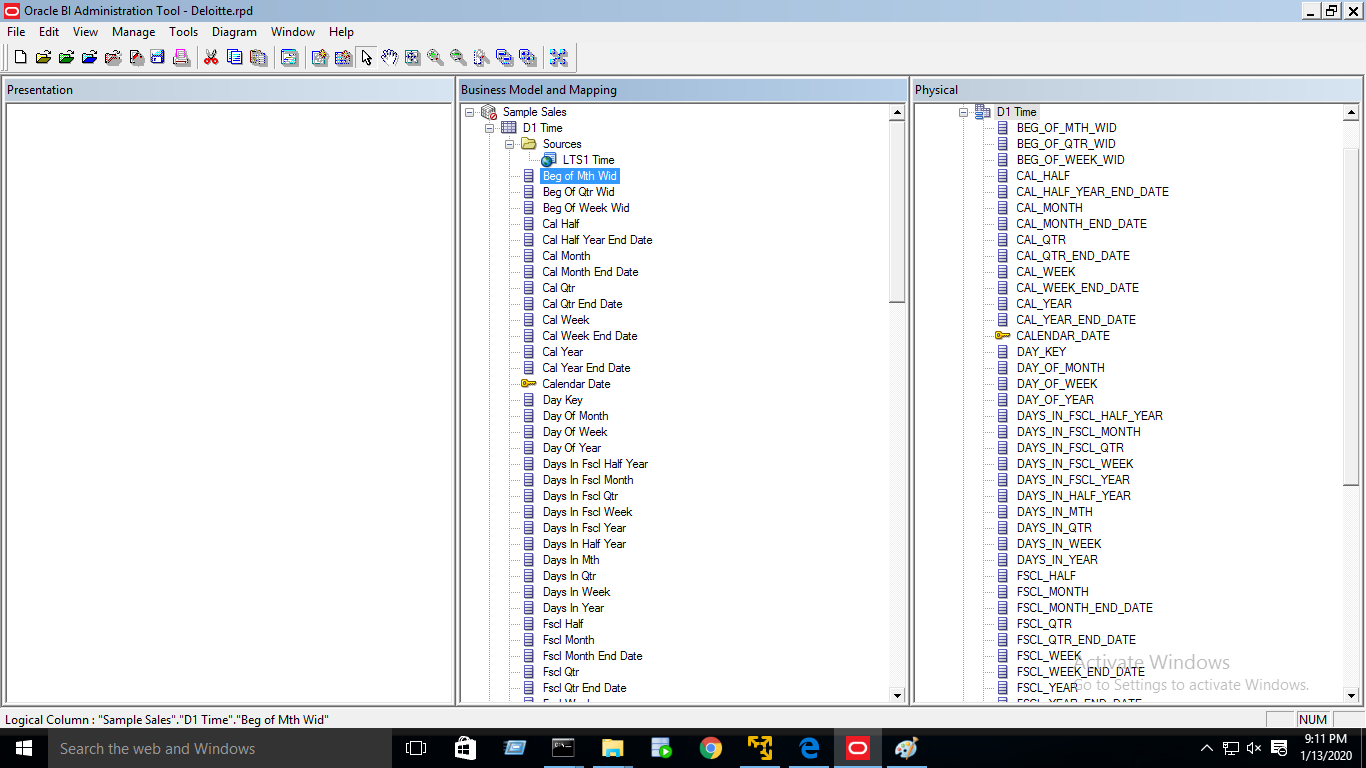 Oracle BI Administration Tool - Deloitte.rpd
File Edit View Manage Tools Diagram Window Help
Presentation
Business Model and Mapping
Sample Sales
D1 Time
Sources
LTS1 Time
Beg of Mth Wid
Beg Of Qtr Wid
Beg Of Week Wid
Cal Half
Cal Half Year End Date
Cal Month
Cal Month End Date
Cal Qtr
Cal Qtr End Date
Cal Week
Cal Week End Date
Cal Year
Cal Year End Date
Calendar Date
Day Key
Day Of Month
Day Of Week
Day Of Year
Days In Fscl Half Year
Days In Fscl Month
Days In Fscl Qtr
Days In Fscl Week
Days In Fscl Year
Days In Half Year
Days In Mth
Days In Qtr
Days In Week
Days In Year
Fscl Half
Fscl Month
Fscl Month End Date
Fscl Qtr
Fscl Qtr End Date
Physical
D1 Time
BEG_OF_MTH_WID
BEG_OF_QTR_WID
BEG_OF_WEEK_WID
CAL_HALF
CAL_HALF_YEAR_END_DATE
CAL_MONTH
CAL_MONTH_END_DATE
CAL_QTR
CAL_QTR_END_DATE
CAL_WEEK
CAL_WEEK_END_DATE
CAL_YEAR
CAL_YEAR_END_DATE
CALENDAR_DATE
DAY_KEY
DAY_OF_MONTH
DAY_OF_WEEK
DAY_OF_YEAR
DAYS_IN_FSCL_HALF_YEAR
DAYS_IN_FSCL_MONTH
DAYS_IN_FSCL_QTR
DAYS_IN_FSCL_WEEK
DAYS_IN_FSCL_YEAR
DAYS_IN_HALF_YEAR
DAYS_IN_MTH
DAYS_IN_QTR
DAYS_IN_WEEK
DAYS_IN_YEAR
FSCL_HALF
FSCL_MONTH
FSCL_MONTH_END_DATE
FSCL_QTR
FSCL_QTR_END_DATE
FSCL_WEEK
FSCL_WEEK_END_DATE
FSCL_YEAR
FSCL_YEAR_END_DATE
Activate Windows
Go to Settings to activate Windows.
Logical Column : "Sample Sales"."D1 Time"."Beg of Mth Wid"
NUM
Search the web and Windows
9:11 PM
1/13/2020